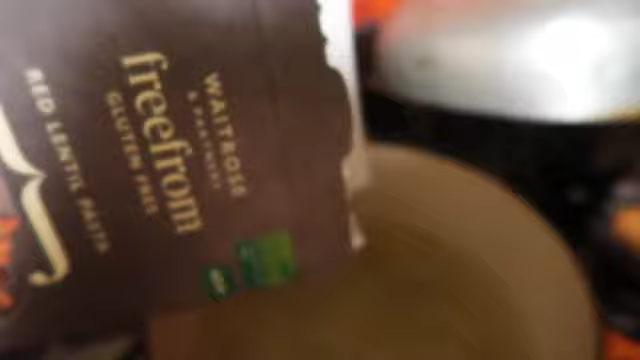 WAITROSE
& PARTNERS
freefrom
GLUTEN FREE
RED LENTIL PASTA